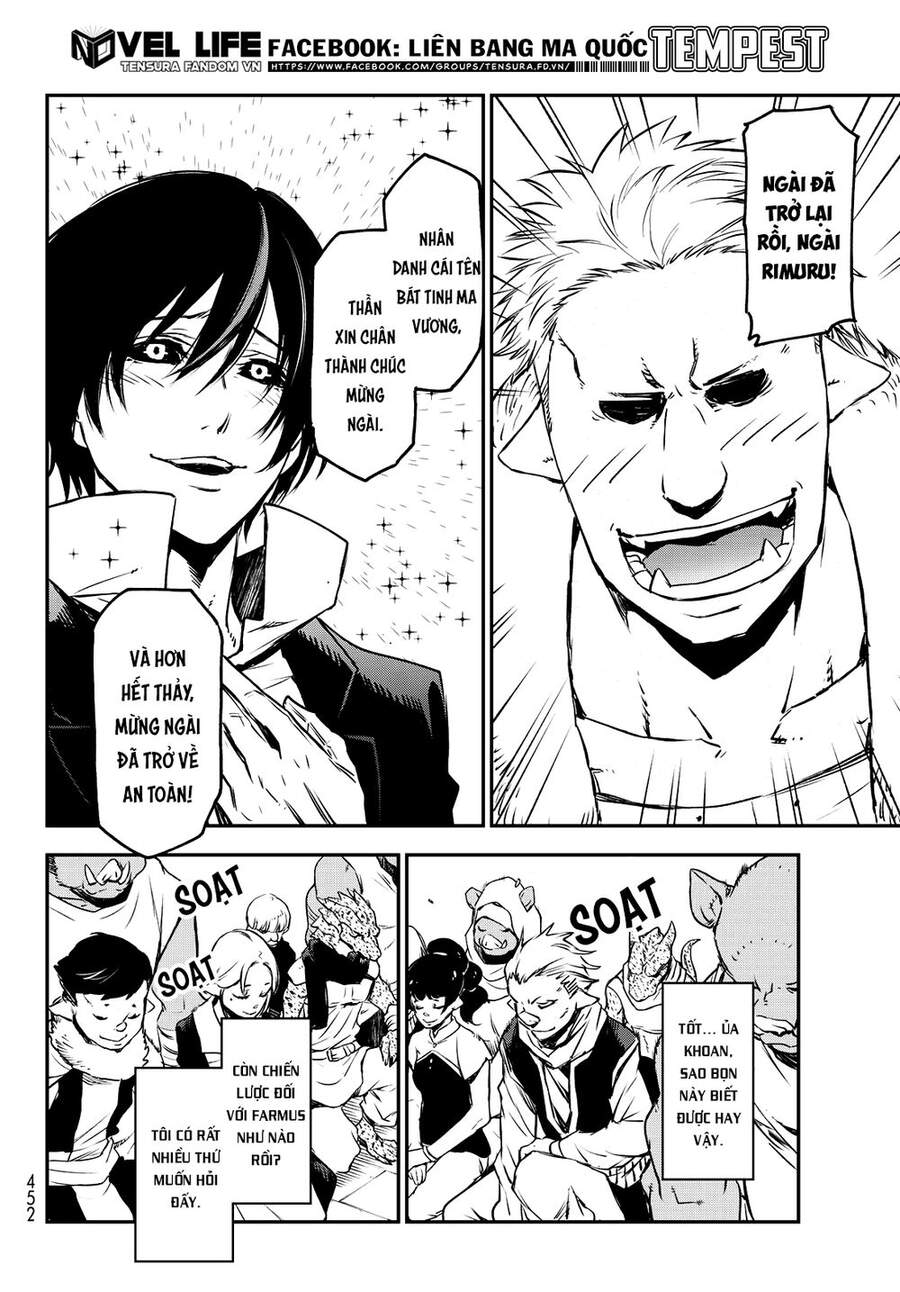 NOVEL LIFE
TENSURA FANDOM VN
FACEBOOK: LIÊN BANG MA QUỐC
HTTPS://WWW.FACEBOOK.COM/GROUPS/TENSURA.FD.VN/
TEMPEST
NGÀI ĐÃ
TRỞ LẠI
RỒI, NGÀI
RIMURU!
NHÂN
DANH CÁI TÊN
BÁT TINH MA
VƯƠNG,
THẦN
XIN CHÂN
THÀNH CHÚC
MỪNG
NGÀI.
VÀ HƠN
HẾT THẢY,
MỪNG NGÀI
ĐÃ TRỞ VỀ
AN TOÀN!
SOẠT
TỐT... ỦA
KHOAN,
SAO BỌN
NÀY BIẾT
ĐƯỢC HAY
VẬY.
SOẠT
SOẠT
CÒN CHIẾN
LƯỢC ĐỐI
VỚI FARMUS
NHƯ NÀO
RỒI?
TÔI CÓ RẤT
NHIỀU THỨ
MUỐN HỎI
ĐẤY.
452